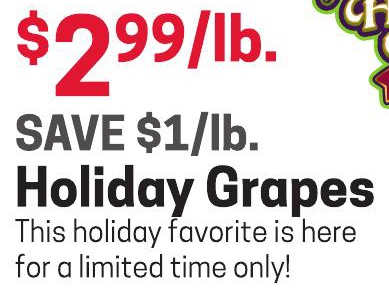 $2.99/lb.
SAVE $1/lb.
Holiday Grapes
This holiday favorite is here
for a limited time only!